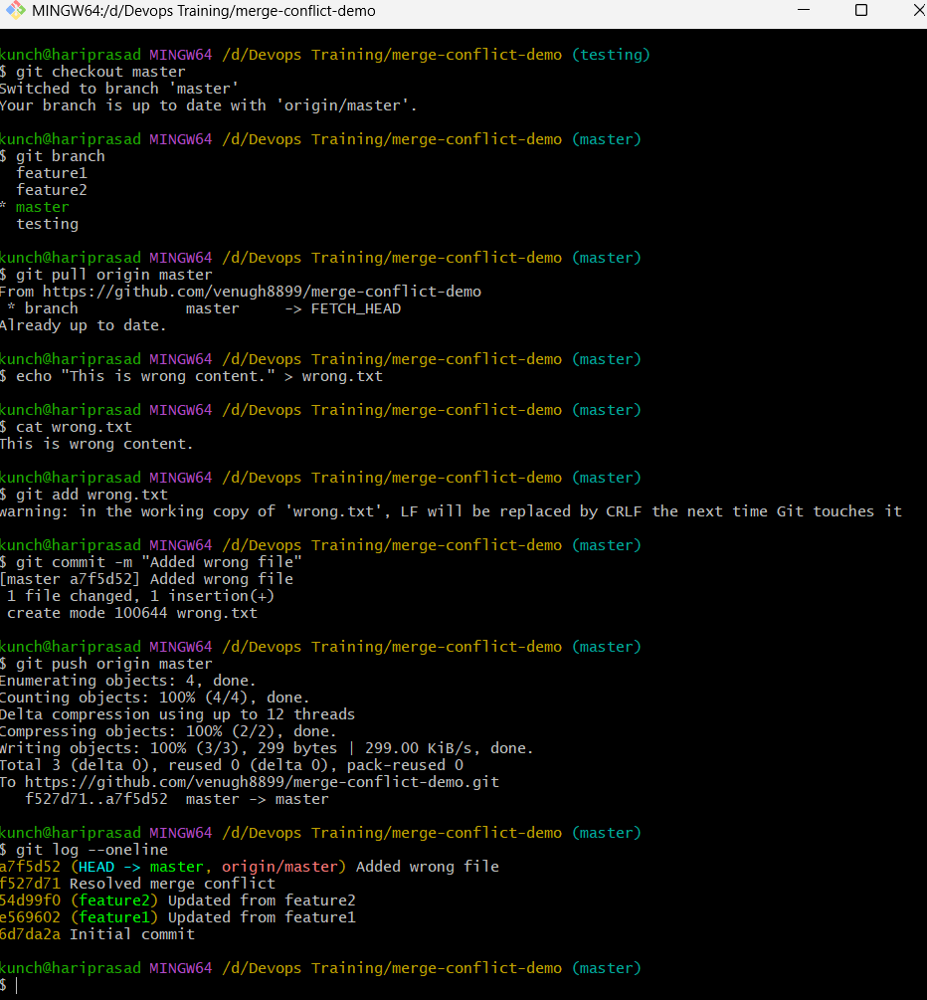 MINGW64:/d/Devops Training/merge-conflict-demo
kunch@hariprasad MINGW64 /d/Devops Training/merge-conflict-demo (testing)
$ git checkout master
Switched to branch 'master'
Your branch is up to date with 'origin/master'.
kunch@hariprasad MINGW64 /d/Devops Training/merge-conflict-demo (master)
$ git branch
  feature1
  feature2
* master
  testing
kunch@hariprasad MINGW64 /d/Devops Training/merge-conflict-demo (master)
$ git pull origin master
From https://github.com/venugh8899/merge-conflict-demo
 * branch            master     -> FETCH_HEAD
Already up to date.
kunch@hariprasad MINGW64 /d/Devops Training/merge-conflict-demo (master)
$ echo "This is wrong content." > wrong.txt
kunch@hariprasad MINGW64 /d/Devops Training/merge-conflict-demo (master)
$ cat wrong.txt
This is wrong content.
kunch@hariprasad MINGW64 /d/Devops Training/merge-conflict-demo (master)
$ git add wrong.txt
warning: in the working copy of 'wrong.txt', LF will be replaced by CRLF the next time Git touches it
kunch@hariprasad MINGW64 /d/Devops Training/merge-conflict-demo (master)
$ git commit -m "Added wrong file"
[master a7f5d52] Added wrong file
 1 file changed, 1 insertion(+)
 create mode 100644 wrong.txt
kunch@hariprasad MINGW64 /d/Devops Training/merge-conflict-demo (master)
$ git push origin master
Enumerating objects: 4, done.
Counting objects: 100% (4/4), done.
Delta compression using up to 12 threads
Compressing objects: 100% (2/2), done.
Writing objects: 100% (3/3), 299 bytes | 299.00 KiB/s, done.
Total 3 (delta 0), reused 0 (delta 0), pack-reused 0
To https://github.com/venugh8899/merge-conflict-demo.git
   f527d71..a7f5d52  master -> master
kunch@hariprasad MINGW64 /d/Devops Training/merge-conflict-demo (master)
$ git log --oneline
a7f5d52 (HEAD -> master, origin/master) Added wrong file
f527d71 Resolved merge conflict
54d99f0 (feature2) Updated from feature2
e569602 (feature1) Updated from feature1
6d7da2a Initial commit
kunch@hariprasad MINGW64 /d/Devops Training/merge-conflict-demo (master)
$